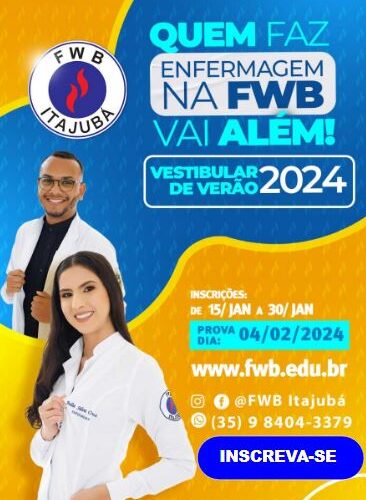 FWB
ITAJUBÁ
QUEM FAZ
ENFERMAGEM
NA FWB
VAI ALÉM!
VESTIBULAR
DE VERÃO 2024
INSCRIÇÕES:
DE 15/JAN A 30/JAN
PROVA
DIA: 04/02/2024
www.fwb.edu.br
@FWB Itajubá
(35) 9 8404-3379
INSCREVA-SE